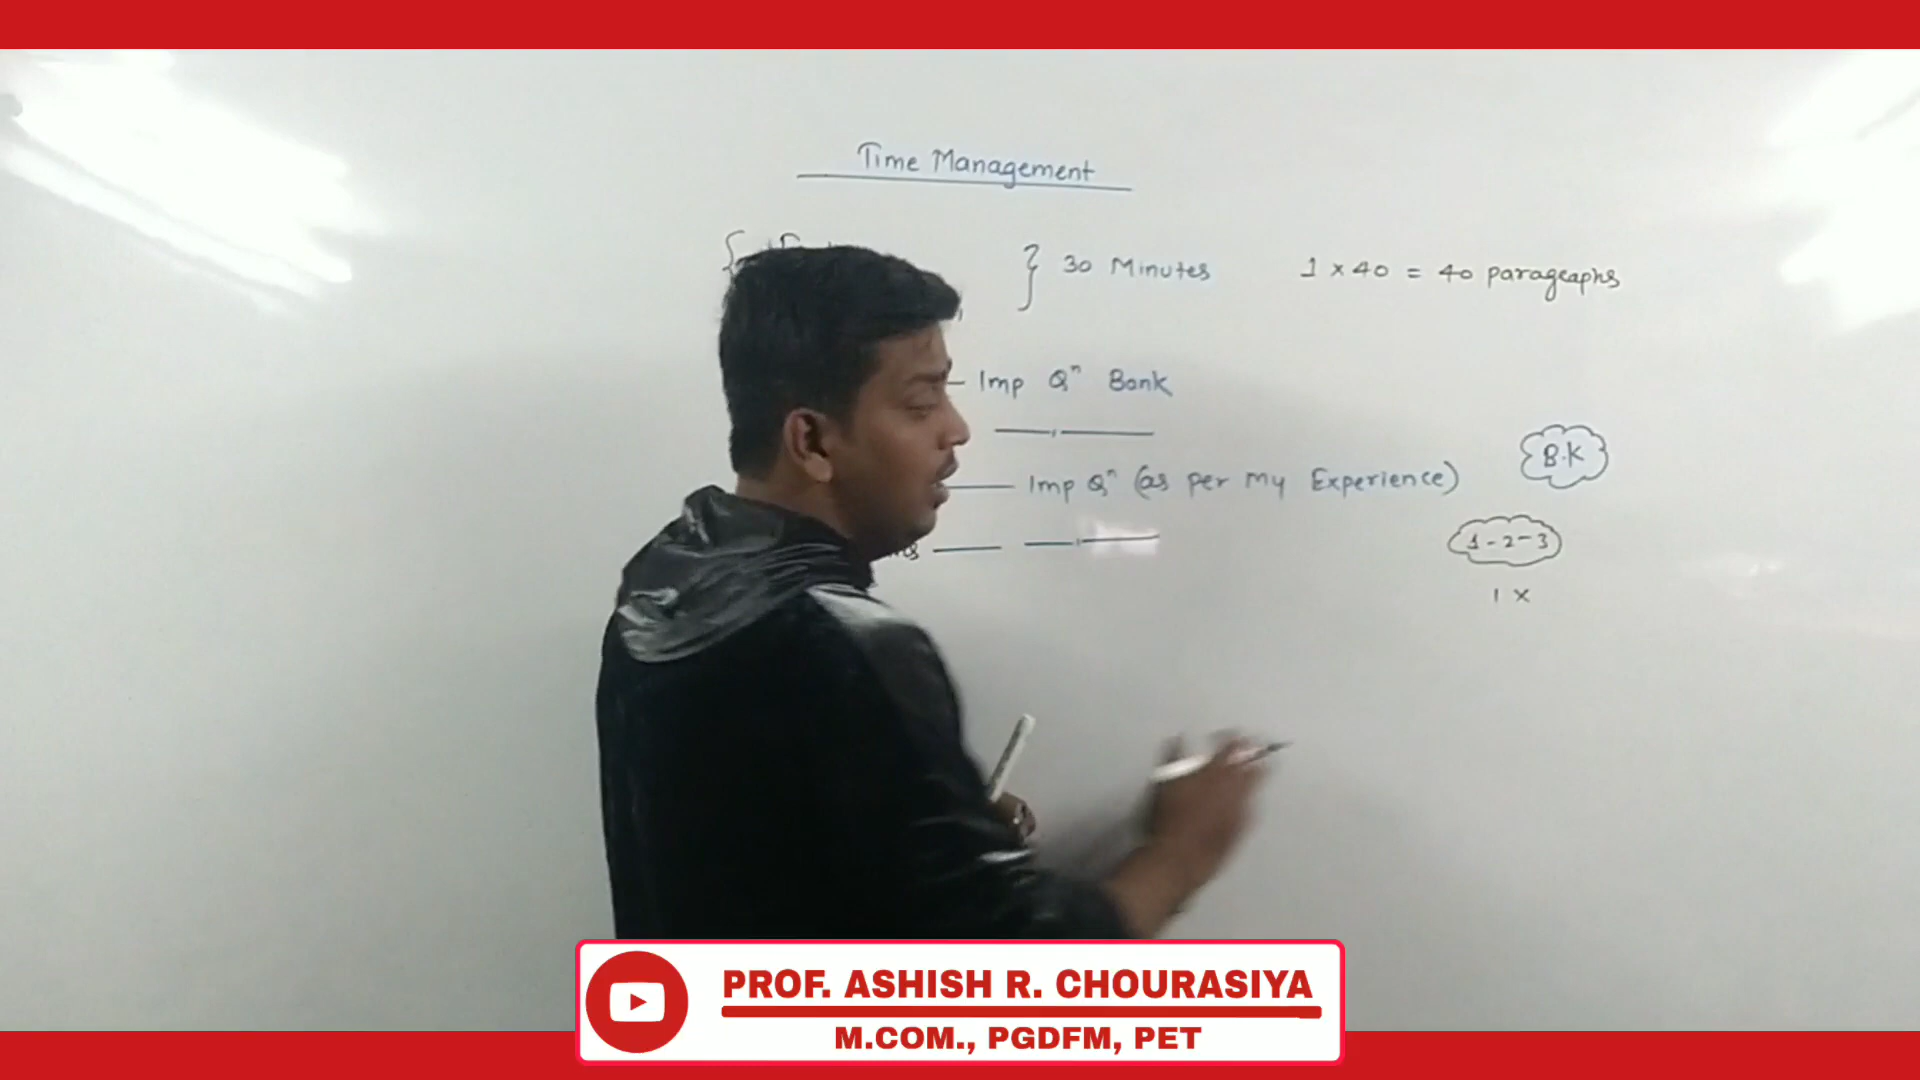 Time Management
30 Minutes 1 x 40 = 40 paragraphs
Imp Qⁿ Bank
B.K
Imp Qⁿ (as per My Experience)
1-2-3
1 x
PROF. ASHISH R. CHOURASIYA
M.COM., PGDFM, PET